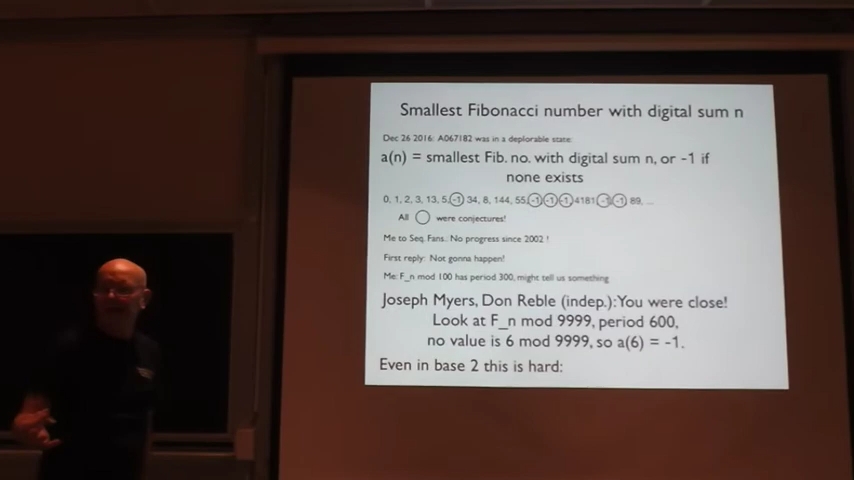 Smallest Fibonacci number with digital sum n
Dec 26 2016: A067182 was in a deplorable state:
a(n) = smallest Fib. no. with digital sum n, or -1 if
none exists
0, 1, 2, 3, 13, 5, -1, 34, 8, 144, 55, -1, -1, -1, 4181, -1, -1, 89, ...
All ◯ were conjectures!
Me to Seq. Fans.: No progress since 2002 !
First reply: Not gonna happen!
Me: F_n mod 100 has period 300, might tell us something
Joseph Myers, Don Reble (indep.): You were close!
Look at F_n mod 9999, period 600,
no value is 6 mod 9999, so a(6) = -1.
Even in base 2 this is hard: